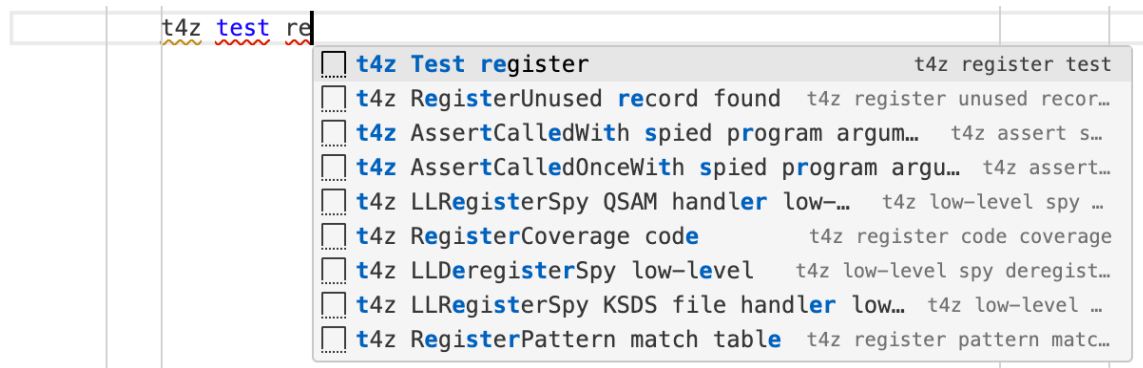 t4z test re
t4z Test register t4z register test
t4z RegisterUnused record found t4z register unused recor…
t4z AssertCalledWith spied program argum… t4z assert s…
t4z AssertCalledOnceWith spied program argu… t4z assert…
t4z LLRegisterSpy QSAM handler low-… t4z low-level spy …
t4z RegisterCoverage code t4z register code coverage
t4z LLDeregisterSpy low-level t4z low-level spy deregist…
t4z LLRegisterSpy KSDS file handler low… t4z low-level …
t4z RegisterPattern match table t4z register pattern matc…